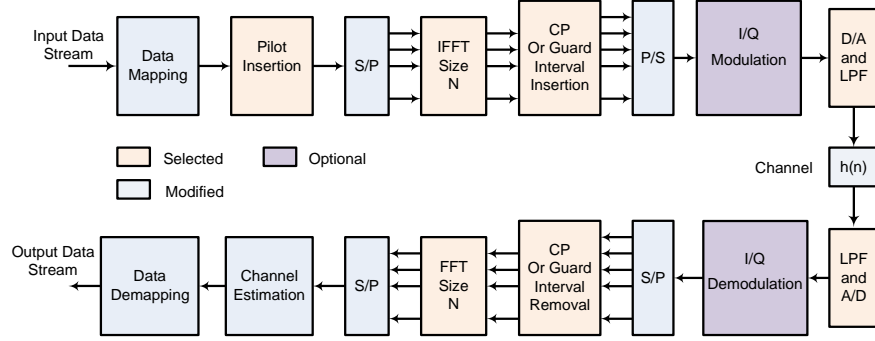 Input Data
Stream
Data
Mapping
Pilot
Insertion
S/P
IFFT
Size
N
CP
Or Guard
Interval
Insertion
P/S
I/Q
Modulation
D/A
and
LPF
Selected
Optional
Modified
Channel
h(n)
Output Data
Stream
Data
Demapping
Channel
Estimation
S/P
FFT
Size
N
CP
Or Guard
Interval
Removal
S/P
I/Q
Demodulation
LPF
and
A/D